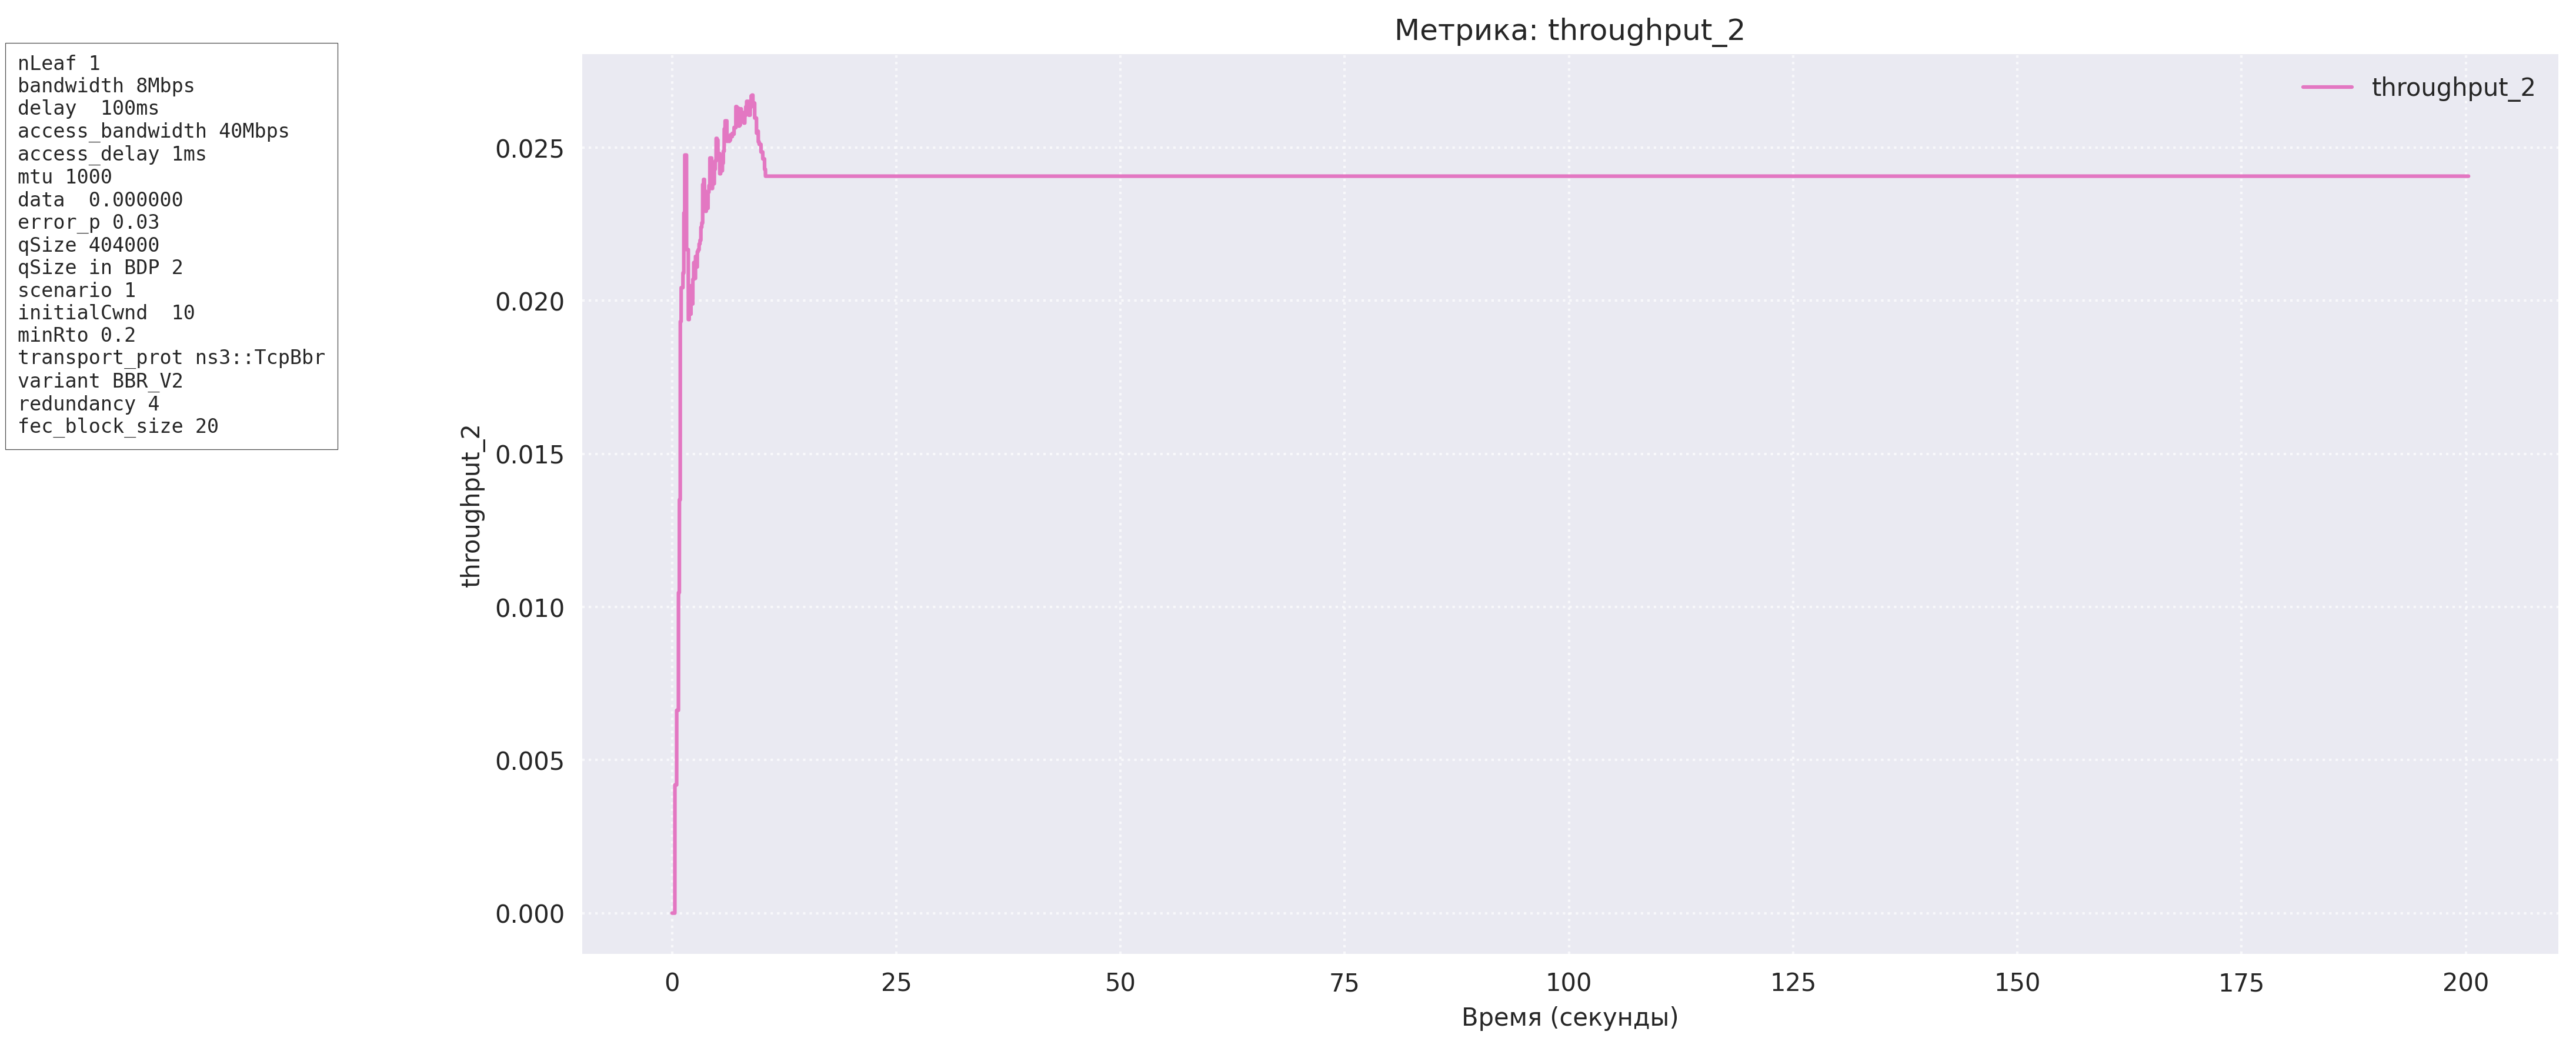 Метрика: throughput_2
nLeaf 1
bandwidth 8Mbps
delay  100ms
access_bandwidth 40Mbps
access_delay 1ms
mtu 1000
data  0.000000
error_p 0.03
qSize 404000
qSize in BDP 2
scenario 1
initialCwnd  10
minRto 0.2
transport_prot ns3::TcpBbr
variant BBR_V2
redundancy 4
fec_block_size 20
throughput_2
throughput_2
0.025
0.020
0.015
0.010
0.005
0.000
0 25 50 75 100 125 150 175 200
Время (секунды)